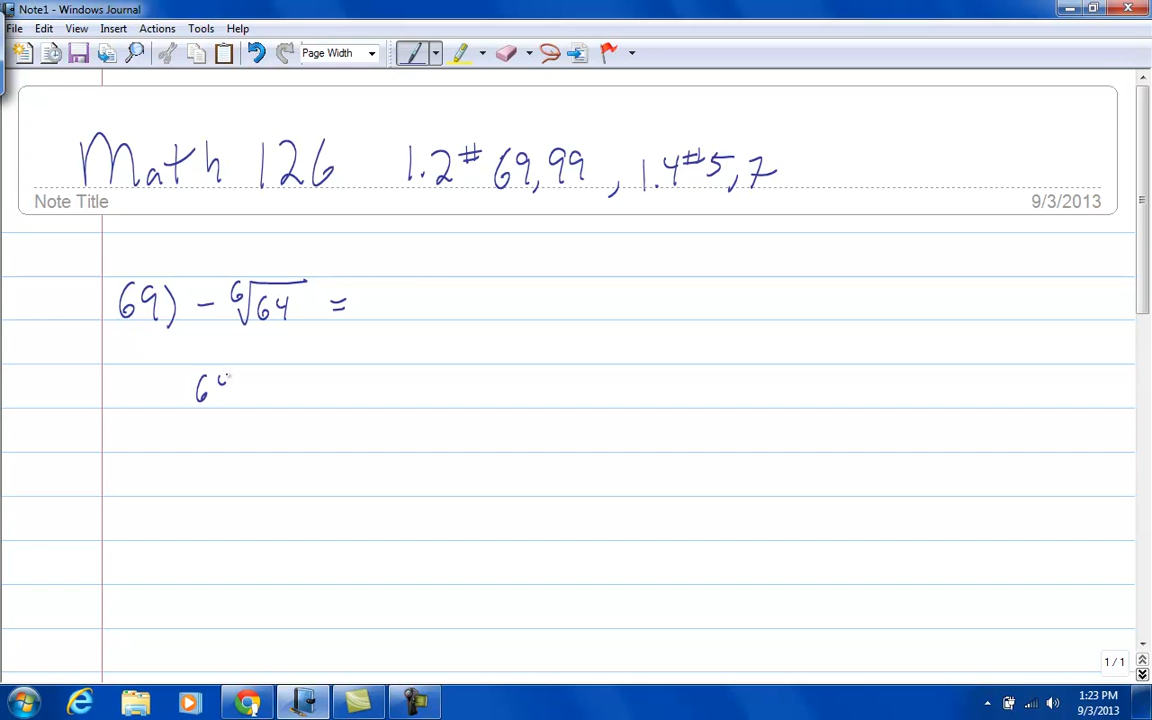 Note1 - Windows Journal
File Edit View Insert Actions Tools Help
Page Width
Math 126 1.2 # 69, 99 , 1.4 # 5, 7
Note Title 9/3/2013
69) - ⁶√64 =
6
1 / 1
1:23 PM
9/3/2013